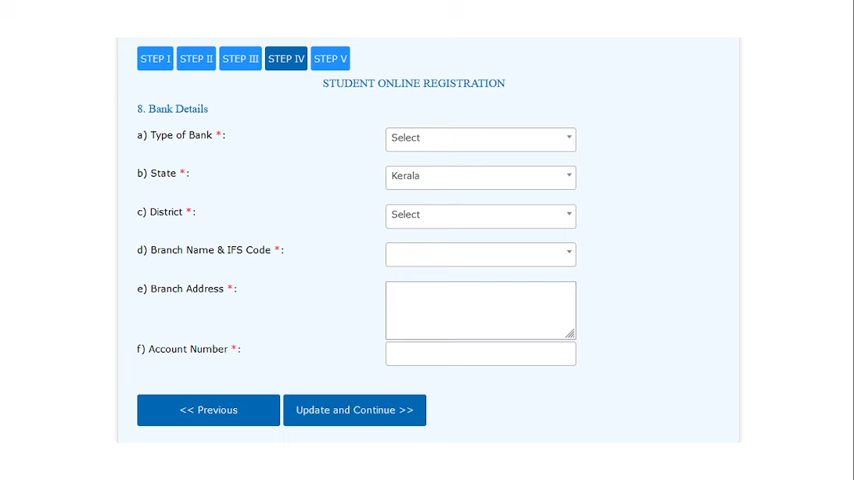 STEP I STEP II STEP III STEP IV STEP V
STUDENT ONLINE REGISTRATION
8. Bank Details
a) Type of Bank *: Select
b) State *: Kerala
c) District *: Select
d) Branch Name & IFS Code *:
e) Branch Address *:
f) Account Number *:
<< Previous Update and Continue >>